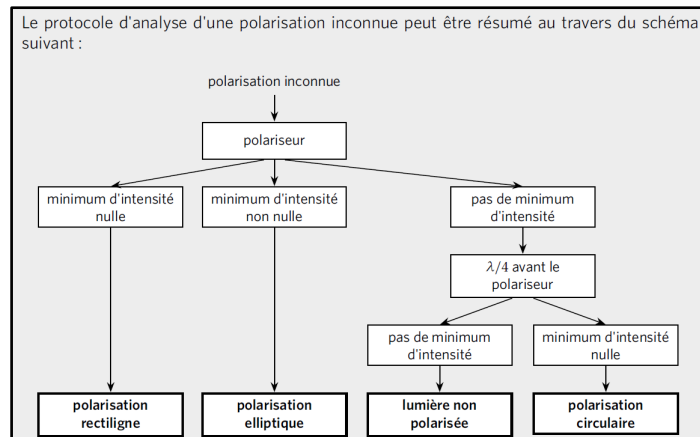 Le protocole d'analyse d'une polarisation inconnue peut être résumé au travers du schéma
suivant :
polarisation inconnue
polariseur
minimum d'intensité
nulle
minimum d'intensité
non nulle
pas de minimum
d'intensité
λ/4 avant le
polariseur
pas de minimum
d'intensité
minimum d'intensité
nulle
polarisation
rectiligne
polarisation
elliptique
lumière non
polarisée
polarisation
circulaire